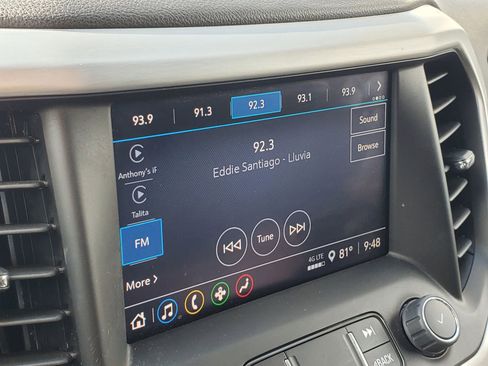 93.9 91.3 92.3 93.1 93.9
Sound
92.3
Eddie Santiago - Lluvia
Browse
Anthony's iF
Talita
FM
Tune
More
4G LTE
81° 9:48
BACK